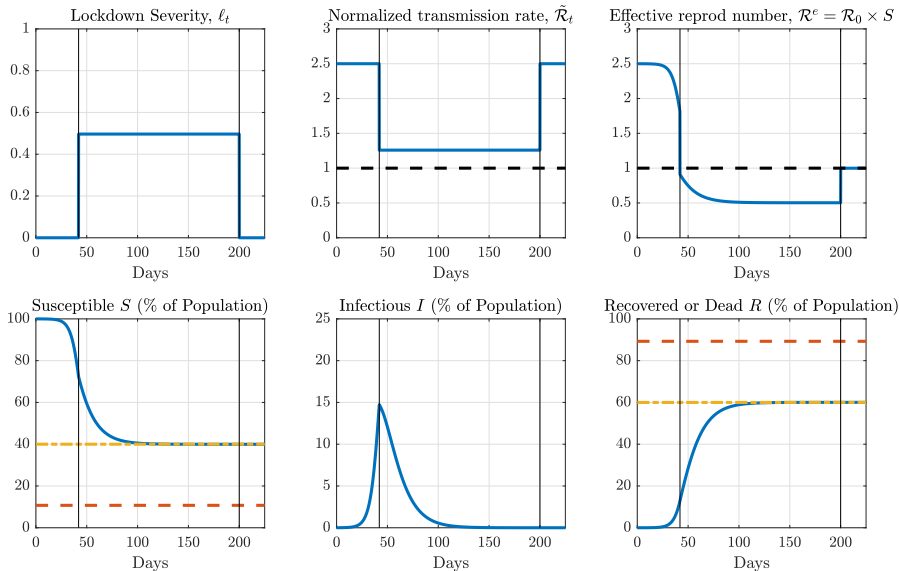 Lockdown Severity, ℓ_t
1
0.8
0.6
0.4
0.2
0
0 50 100 150 200
Days
Normalized transmission rate, R̃_t
3
2.5
2
1.5
1
0.5
0
0 50 100 150 200
Days
Effective reprod number, R^e = R_0 × S
3
2.5
2
1.5
1
0.5
0
0 50 100 150 200
Days
Susceptible S (% of Population)
100
80
60
40
20
0
0 50 100 150 200
Days
Infectious I (% of Population)
25
20
15
10
5
0
0 50 100 150 200
Days
Recovered or Dead R (% of Population)
100
80
60
40
20
0
0 50 100 150 200
Days